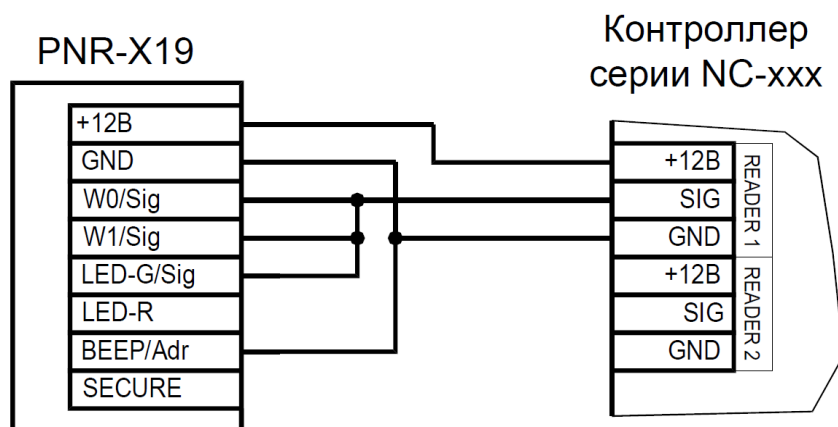 PNR-X19
+12В
GND
W0/Sig
W1/Sig
LED-G/Sig
LED-R
BEEP/Adr
SECURE
Контроллер
серии NC-xxx
+12В
SIG
GND
READER 1
+12В
SIG
GND
READER 2